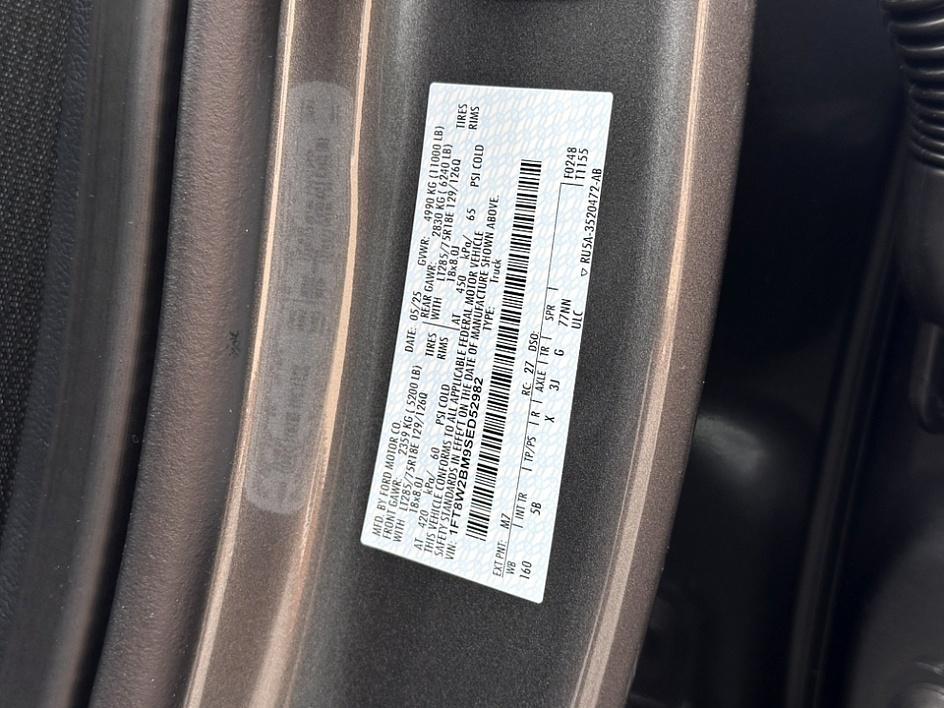 MFD. BY FORD MOTOR CO. DATE: 05/25 GVWR: 4990 KG (11000 LB)
FRONT GAWR: 2359 KG ( 5200 LB) REAR GAWR: 2830 KG ( 6240 LB)
WITH LT285/75R18E 129/126Q TIRES WITH LT285/75R18E 129/126Q TIRES
18x8.0J RIMS 18x8.0J RIMS
AT 420 kPa/ 60 PSI COLD AT 450 kPa/ 65 PSI COLD
THIS VEHICLE CONFORMS TO ALL APPLICABLE FEDERAL MOTOR VEHICLE
SAFETY STANDARDS IN EFFECT ON THE DATE OF MANUFACTURE SHOWN ABOVE.
VIN: 1FT8W2BM9SED52982 TYPE: Truck
EXT PNT: M7 RC: 27 DSO: F0248
WB INT TR TP/PS R AXLE TR SPR T1155
160 5B X 3J G 77NN
ULC ▽ RU5A-3520472-AB